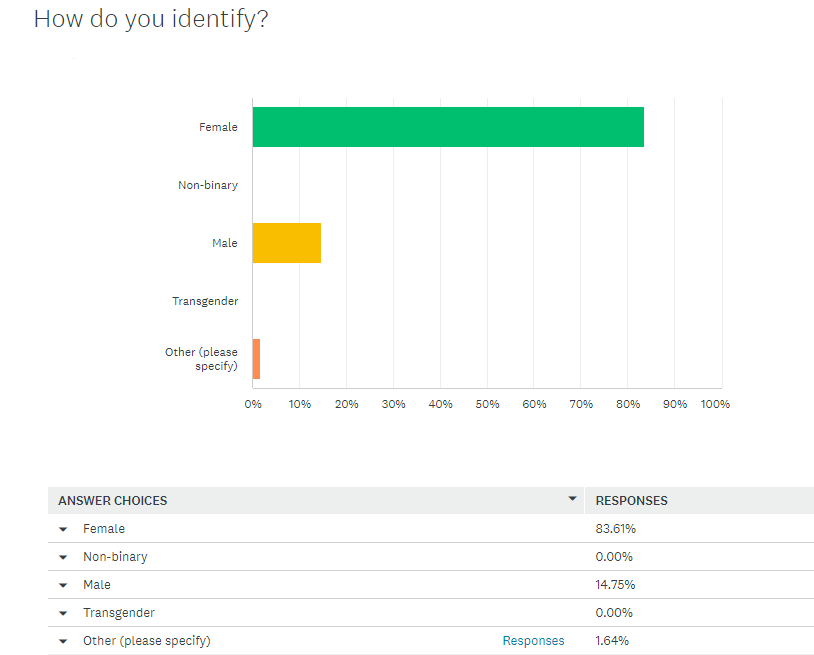 How do you identify?
Female
Non-binary
Male
Transgender
Other (please
specify)
0% 10% 20% 30% 40% 50% 60% 70% 80% 90% 100%
ANSWER CHOICES RESPONSES
Female 83.61%
Non-binary 0.00%
Male 14.75%
Transgender 0.00%
Other (please specify) Responses 1.64%